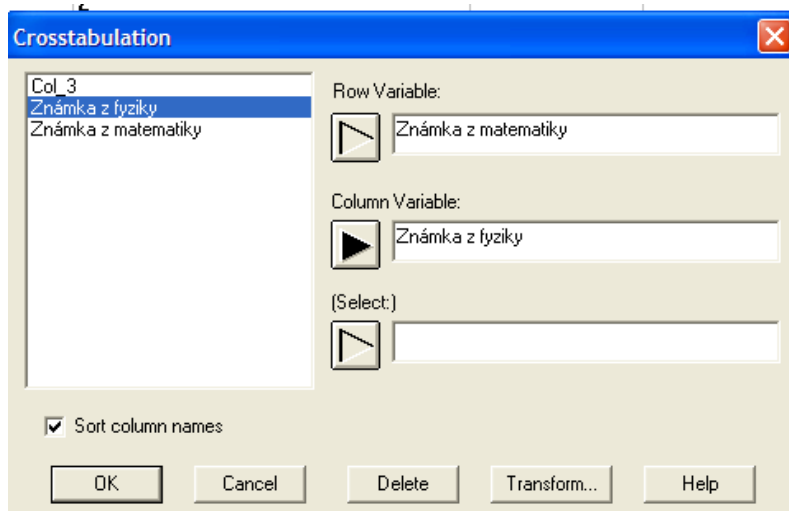 Crosstabulation
Col_3
Známka z fyziky
Známka z matematiky
Row Variable:
Známka z matematiky
Column Variable:
Známka z fyziky
(Select:)
Sort column names
OK
Cancel
Delete
Transform...
Help